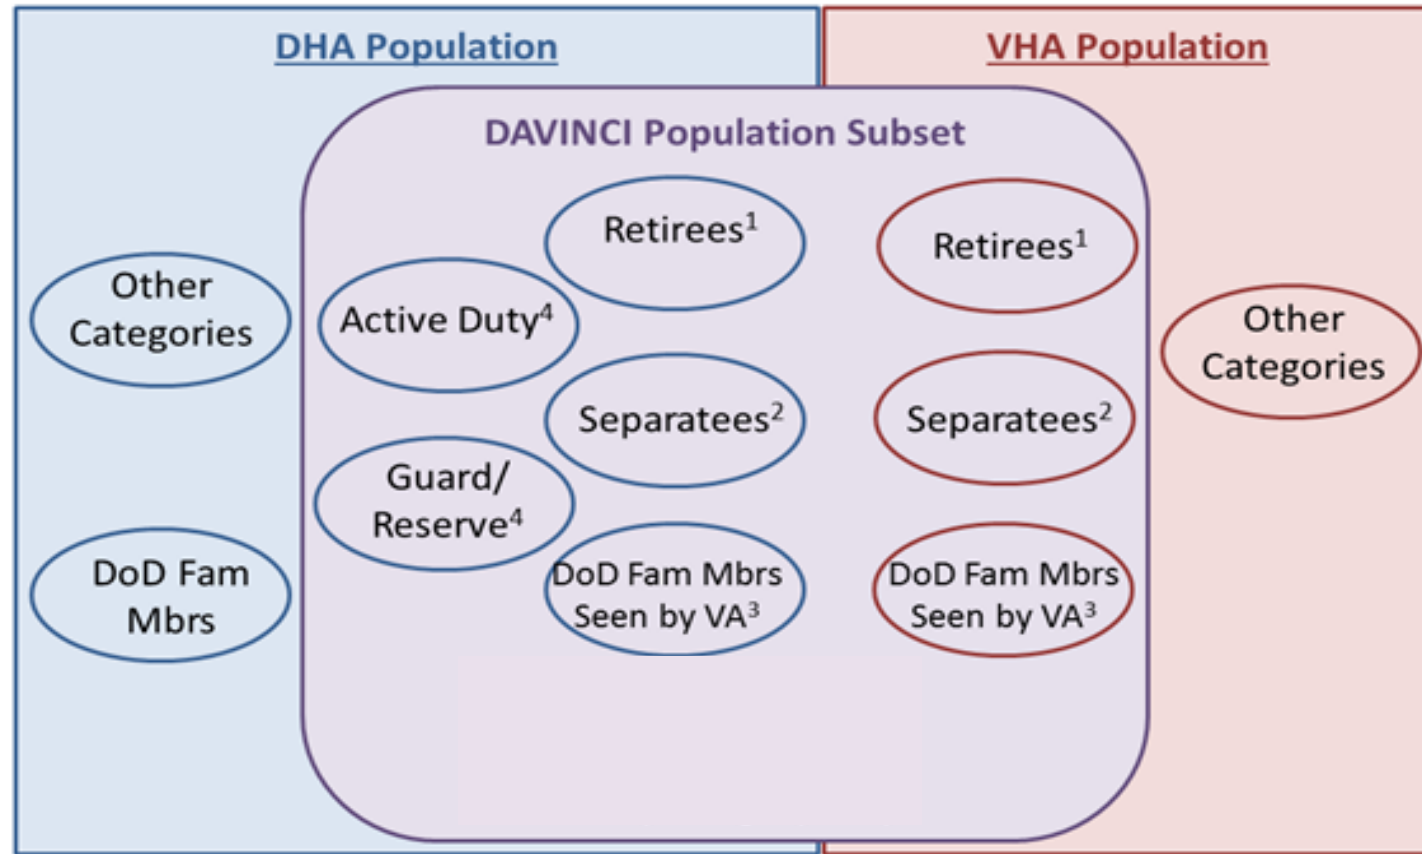 DHA Population
VHA Population
DAVINCI Population Subset
Retirees¹
Retirees¹
Other
Categories
Active Duty⁴
Other
Categories
Separatees²
Separatees²
Guard/
Reserve⁴
DoD Fam
Mbrs
DoD Fam Mbrs
Seen by VA³
DoD Fam Mbrs
Seen by VA³